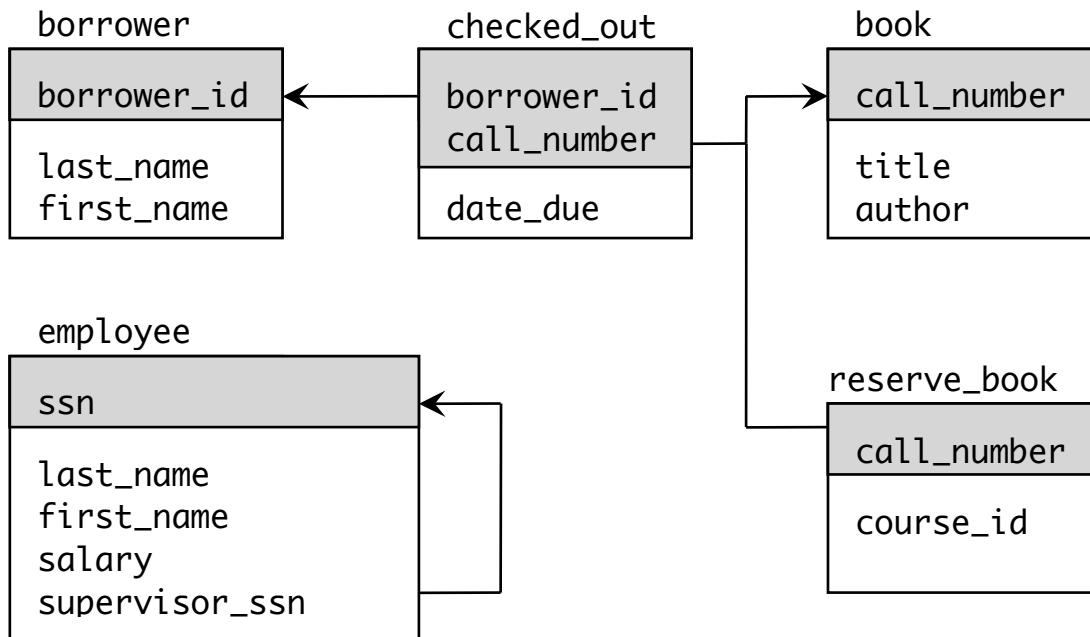 borrower
borrower_id
last_name
first_name
checked_out
borrower_id
call_number
date_due
book
call_number
title
author
employee
ssn
last_name
first_name
salary
supervisor_ssn
reserve_book
call_number
course_id